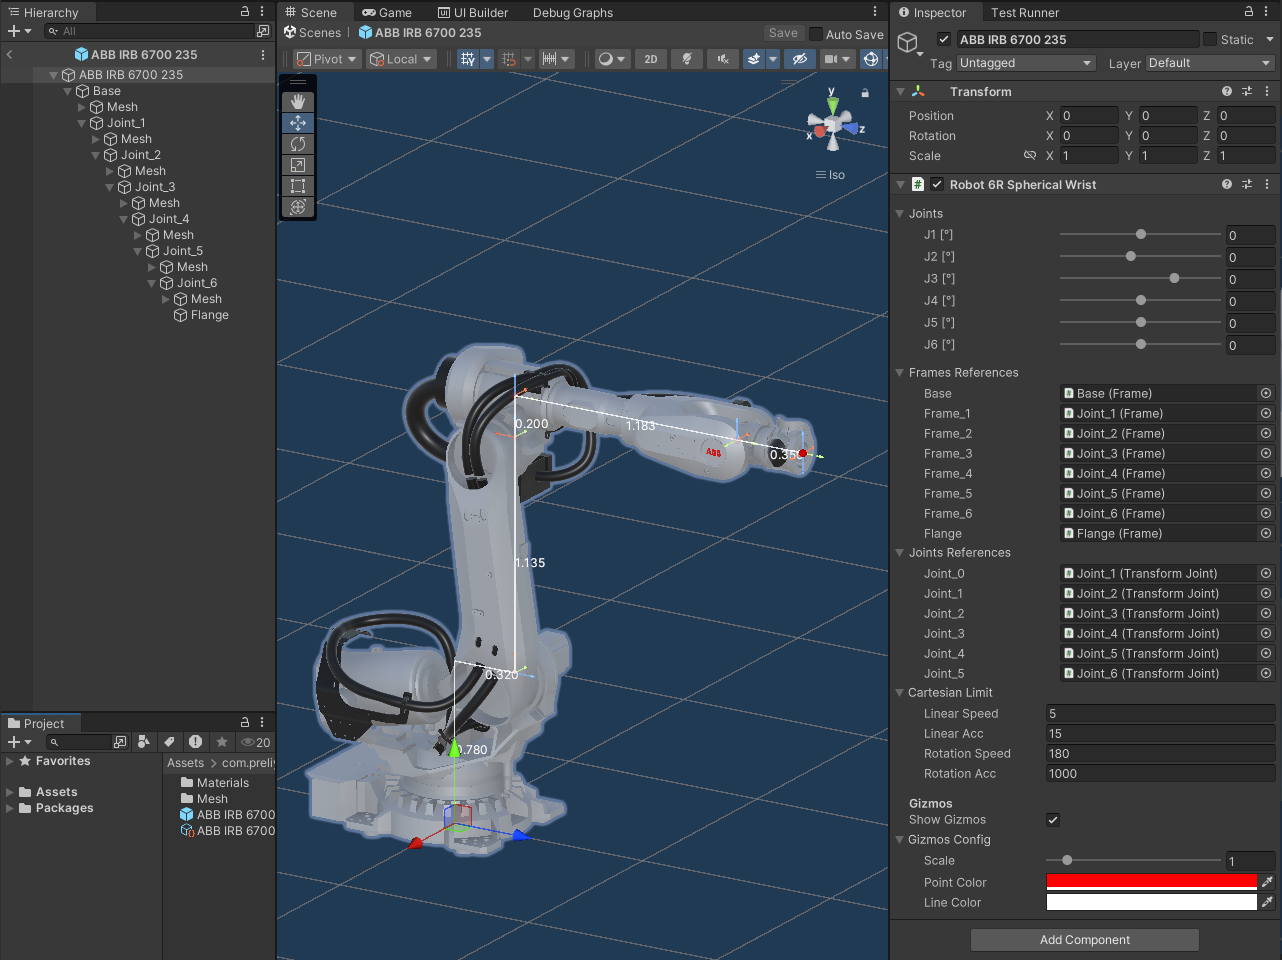 Hierarchy
All
ABB IRB 6700 235
ABB IRB 6700 235
Base
Mesh
Joint_1
Mesh
Joint_2
Mesh
Joint_3
Mesh
Joint_4
Mesh
Joint_5
Mesh
Joint_6
Mesh
Flange
Project
20
Favorites
Assets
Packages
Assets > com.preliy
Materials
Mesh
ABB IRB 6700
ABB IRB 6700
Scene
Game
UI Builder
Debug Graphs
Scenes | ABB IRB 6700 235
Save
Auto Save
Pivot
Local
2D
y
x
z
Iso
0.200
1.183
ABB
1.135
0.320
0.780
Inspector
Test Runner
ABB IRB 6700 235
Static
Tag Untagged
Layer Default
Transform
Position X 0 Y 0 Z 0
Rotation X 0 Y 0 Z 0
Scale X 1 Y 1 Z 1
Robot 6R Spherical Wrist
Joints
J1 [°] 0
J2 [°] 0
J3 [°] 0
J4 [°] 0
J5 [°] 0
J6 [°] 0
Frames References
Base Base (Frame)
Frame_1 Joint_1 (Frame)
Frame_2 Joint_2 (Frame)
Frame_3 Joint_3 (Frame)
Frame_4 Joint_4 (Frame)
Frame_5 Joint_5 (Frame)
Frame_6 Joint_6 (Frame)
Flange Flange (Frame)
Joints References
Joint_0 Joint_1 (Transform Joint)
Joint_1 Joint_2 (Transform Joint)
Joint_2 Joint_3 (Transform Joint)
Joint_3 Joint_4 (Transform Joint)
Joint_4 Joint_5 (Transform Joint)
Joint_5 Joint_6 (Transform Joint)
Cartesian Limit
Linear Speed 5
Linear Acc 15
Rotation Speed 180
Rotation Acc 1000
Gizmos
Show Gizmos
Gizmos Config
Scale 1
Point Color
Line Color
Add Component